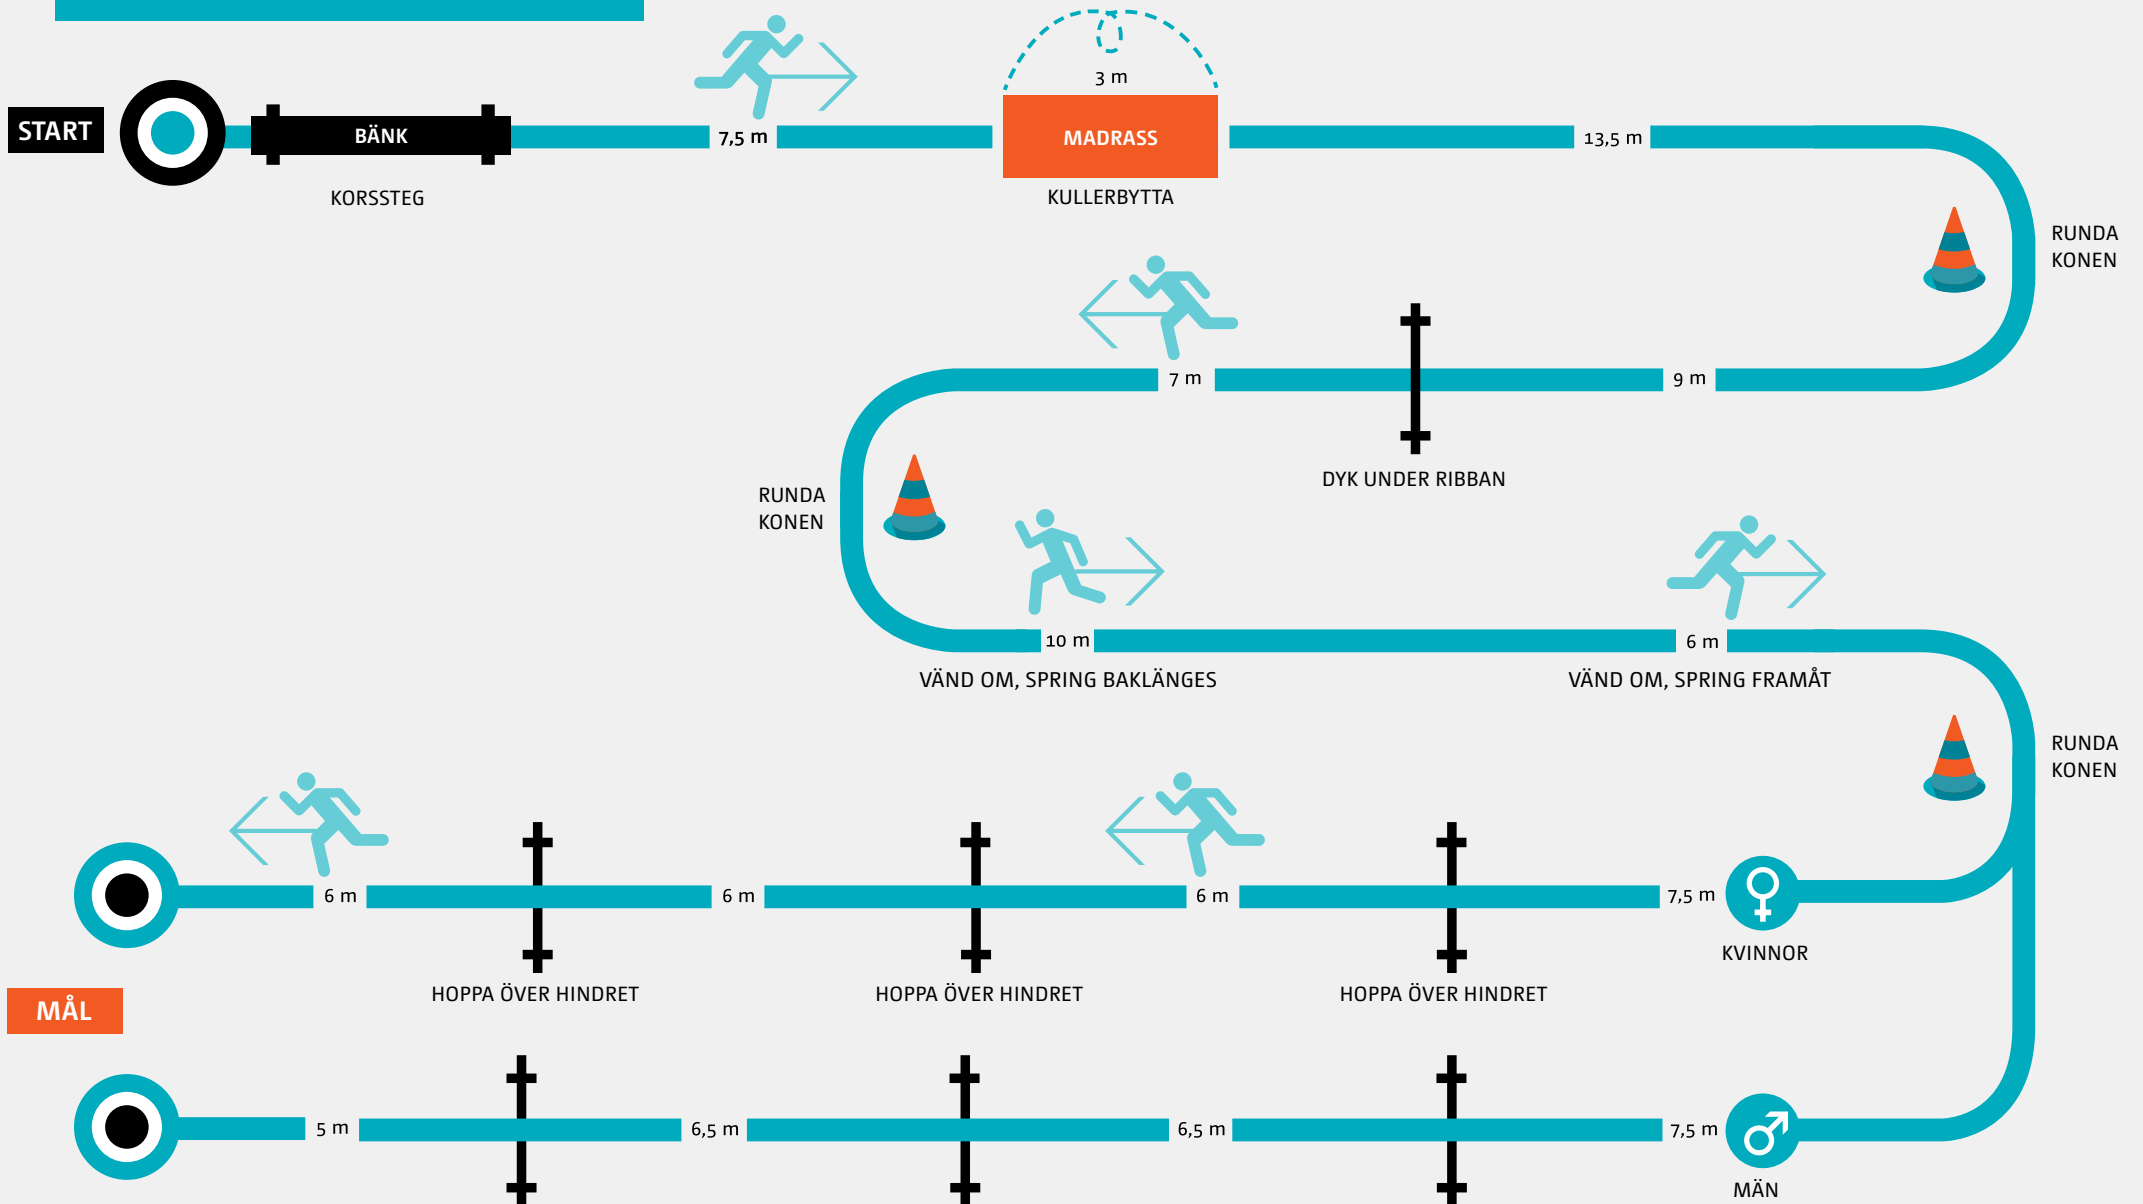 3 m
START
BÄNK
7,5 m
MADRASS
13,5 m
KORSSTEG
KULLERBYTTA
RUNDA
KONEN
7 m
9 m
DYK UNDER RIBBAN
RUNDA
KONEN
10 m
6 m
VÄND OM, SPRING BAKLÄNGES
VÄND OM, SPRING FRAMÅT
RUNDA
KONEN
6 m
6 m
6 m
7,5 m
KVINNOR
HOPPA ÖVER HINDRET
HOPPA ÖVER HINDRET
HOPPA ÖVER HINDRET
MÅL
5 m
6,5 m
6,5 m
7,5 m
MÄN